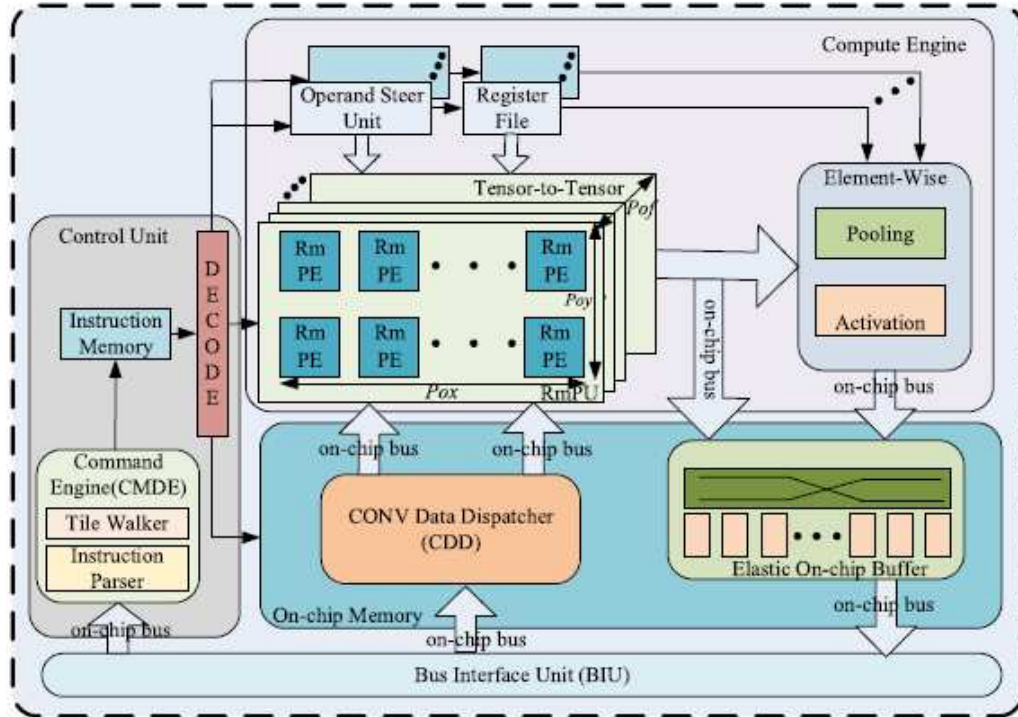 Compute Engine
Operand Steer
Unit
Register
File
Tensor-to-Tensor
Pof
Element-Wise
Pooling
Activation
Control Unit
DECODE
Instruction
Memory
Rm
PE
Rm
PE
Rm
PE
Poy
Rm
PE
Rm
PE
Rm
PE
Pox
RmPU
on-chip bus
on-chip bus
on-chip bus
on-chip bus
Command
Engine(CMDE)
Tile Walker
Instruction
Parser
CONV Data Dispatcher
(CDD)
Elastic On-chip Buffer
On-chip Memory
on-chip bus
on-chip bus
on-chip bus
Bus Interface Unit (BIU)